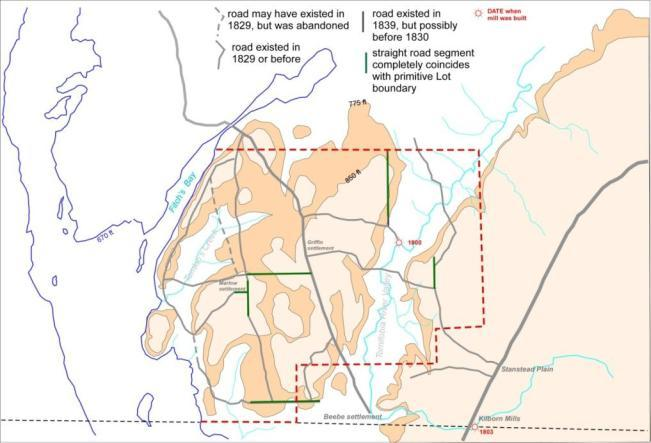 road may have existed in
1829, but was abandoned
road existed in
1829 or before
road existed in
1839, but possibly
before 1830
straight road segment
completely coincides
with primitive Lot
boundary
DATE when
mill was built
775 ft
850 ft
Fitch's Bay
670 ft
Griffin
settlement
1800
Marlow
settlement
Tomifobia River Valley
Stanstead Plain
Beebe settlement
Kilborn Mills
1803